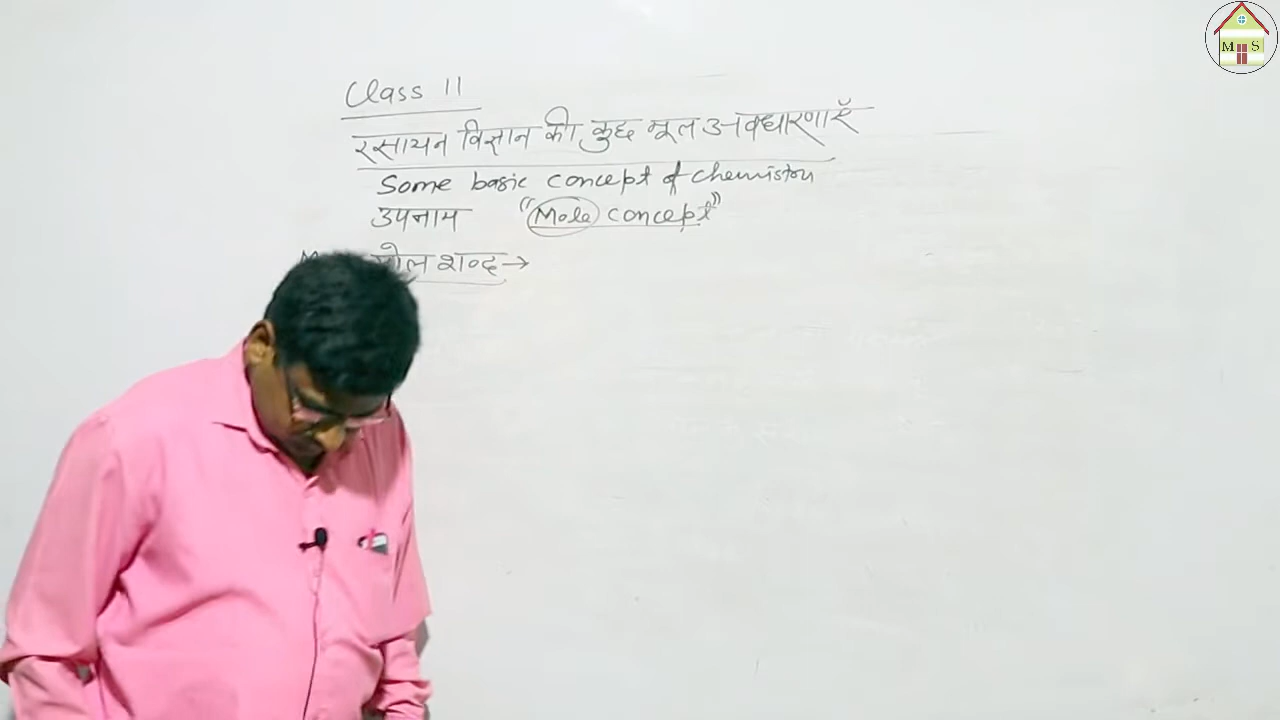 Class 11
रसायन विज्ञान की कुछ मूल अवधारणाएँ
Some basic concept of chemistry
उपनाम "Mole concept"
मोल शब्द→
M S